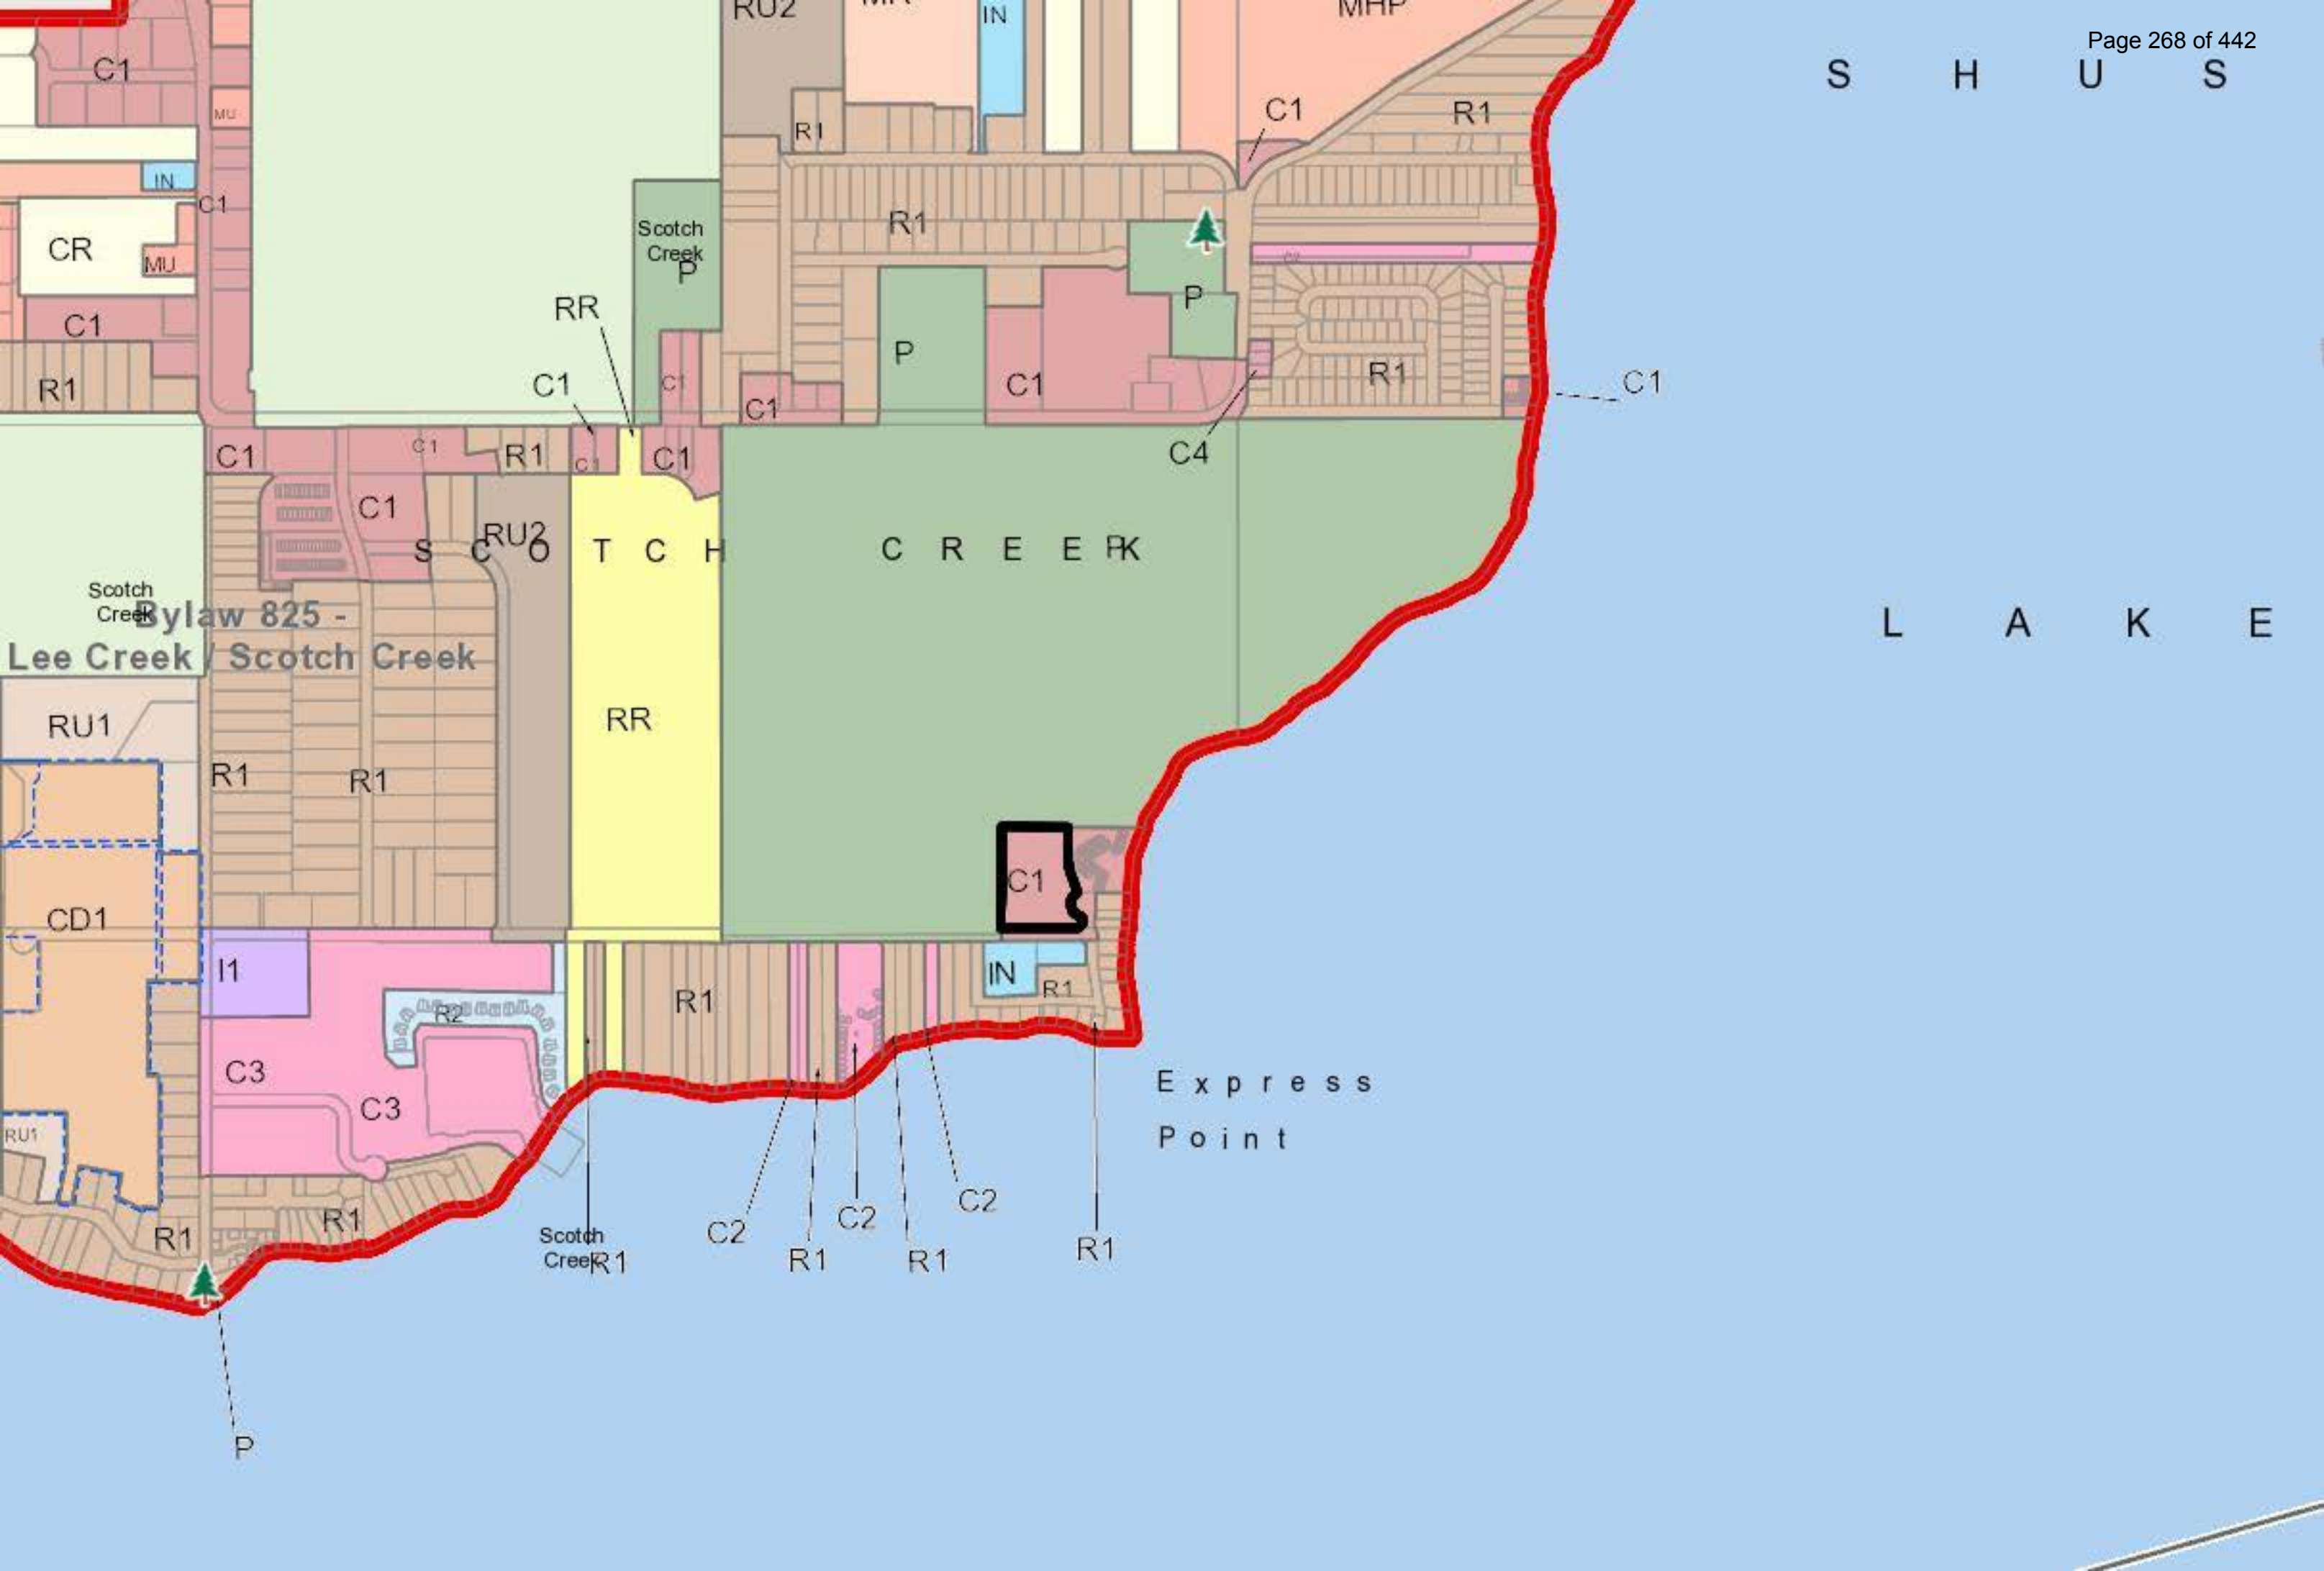 RU2
IN
MHP
Page 268 of 442
S H U S
C1
MU
R1
C1
R1
IN
C1
R1
Scotch
Creek
P
CR
MU
P
RR
C1
P
C1
C1
C1
C1
R1
R1
C1
C1
C4
C1
C1
R1
C1
C1
C1
RU2
S C O T C H C R E E K
P
Scotch
Creek
Bylaw 825 -
Lee Creek / Scotch Creek
L A K E
RU1
RR
R1
R1
C1
CD1
I1
IN
R1
R1
R2
C3
C3
Express
Point
RU1
C2
C2
C2
R1
R1
R1
R1
R1
Scotch
Creek
R1
P